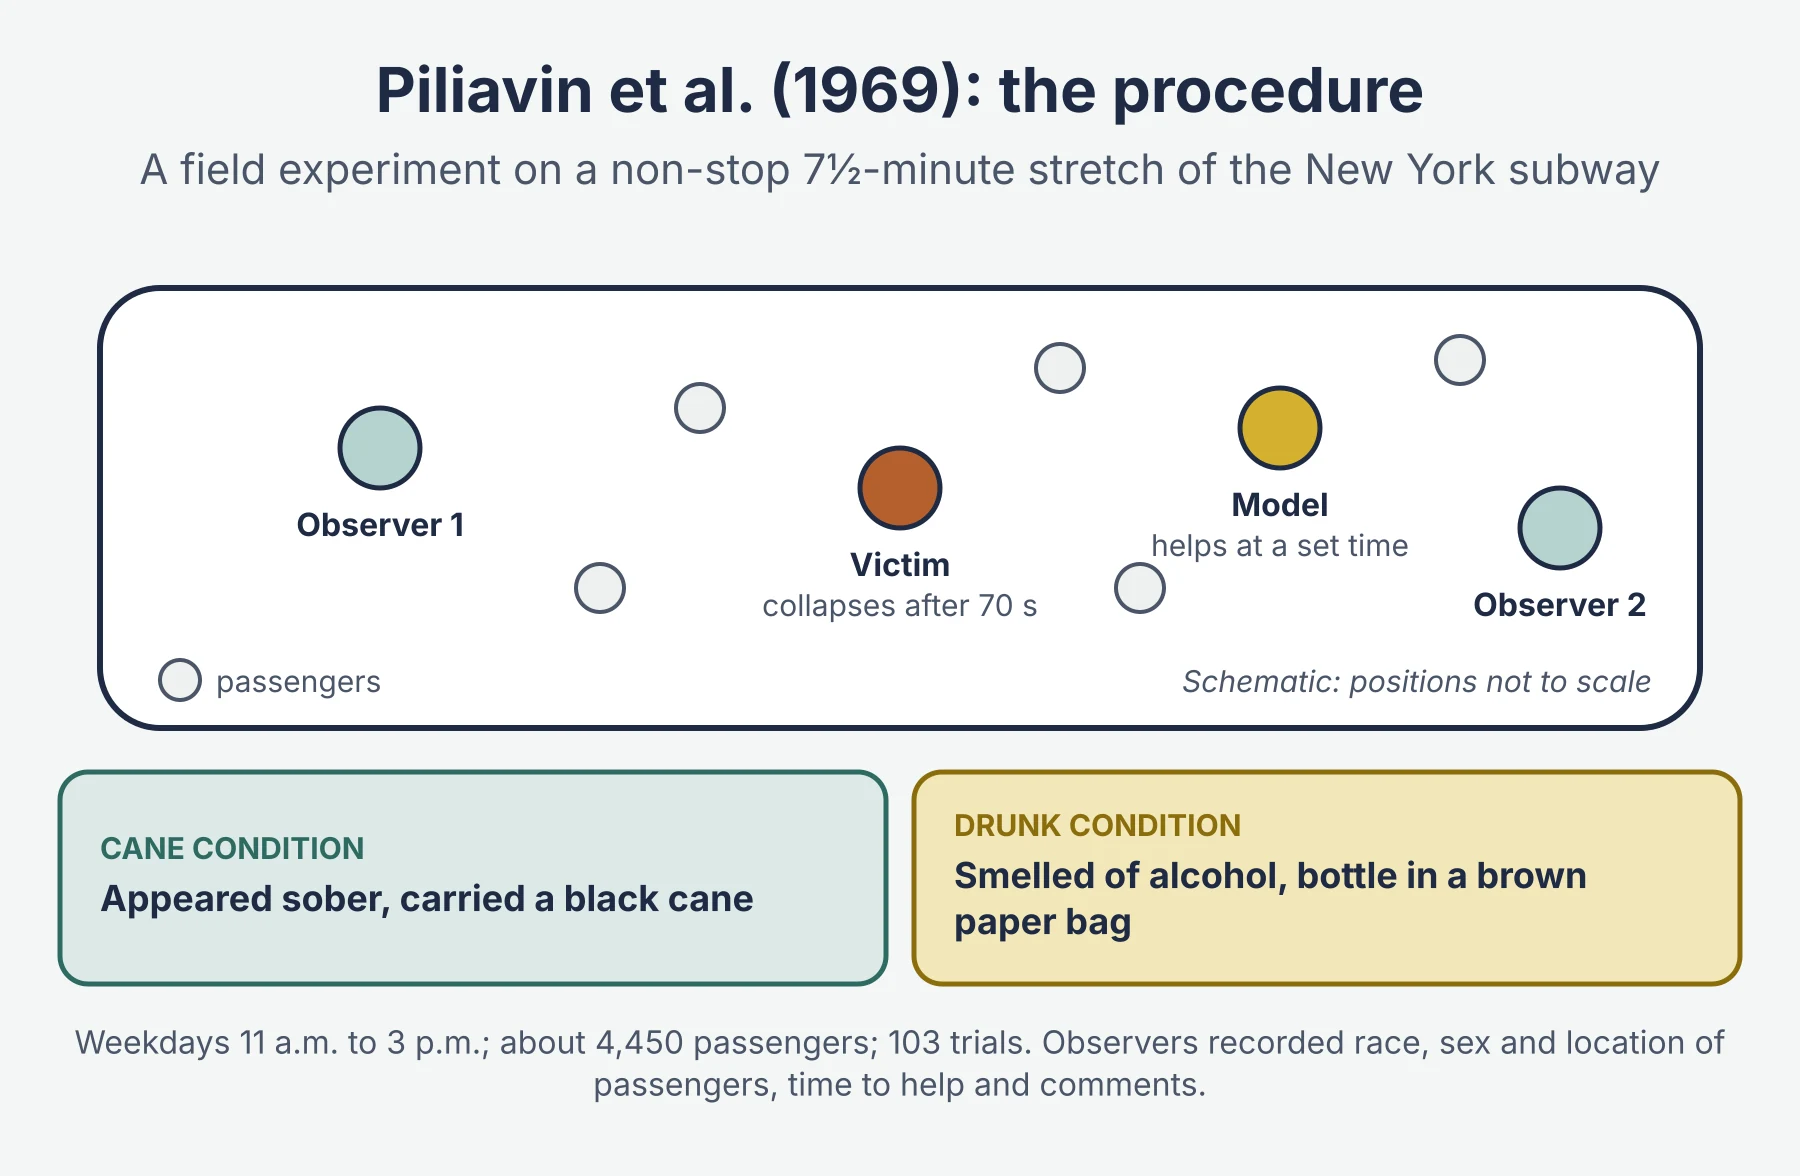 Piliavin et al. (1969): the procedure
A field experiment on a non-stop 7½-minute stretch of the New York subway
Observer 1
Victim
collapses after 70 s
Model
helps at a set time
Observer 2
passengers
Schematic: positions not to scale
CANE CONDITION
Appeared sober, carried a black cane
DRUNK CONDITION
Smelled of alcohol, bottle in a brown
paper bag
Weekdays 11 a.m. to 3 p.m.; about 4,450 passengers; 103 trials. Observers recorded race, sex and location of
passengers, time to help and comments.